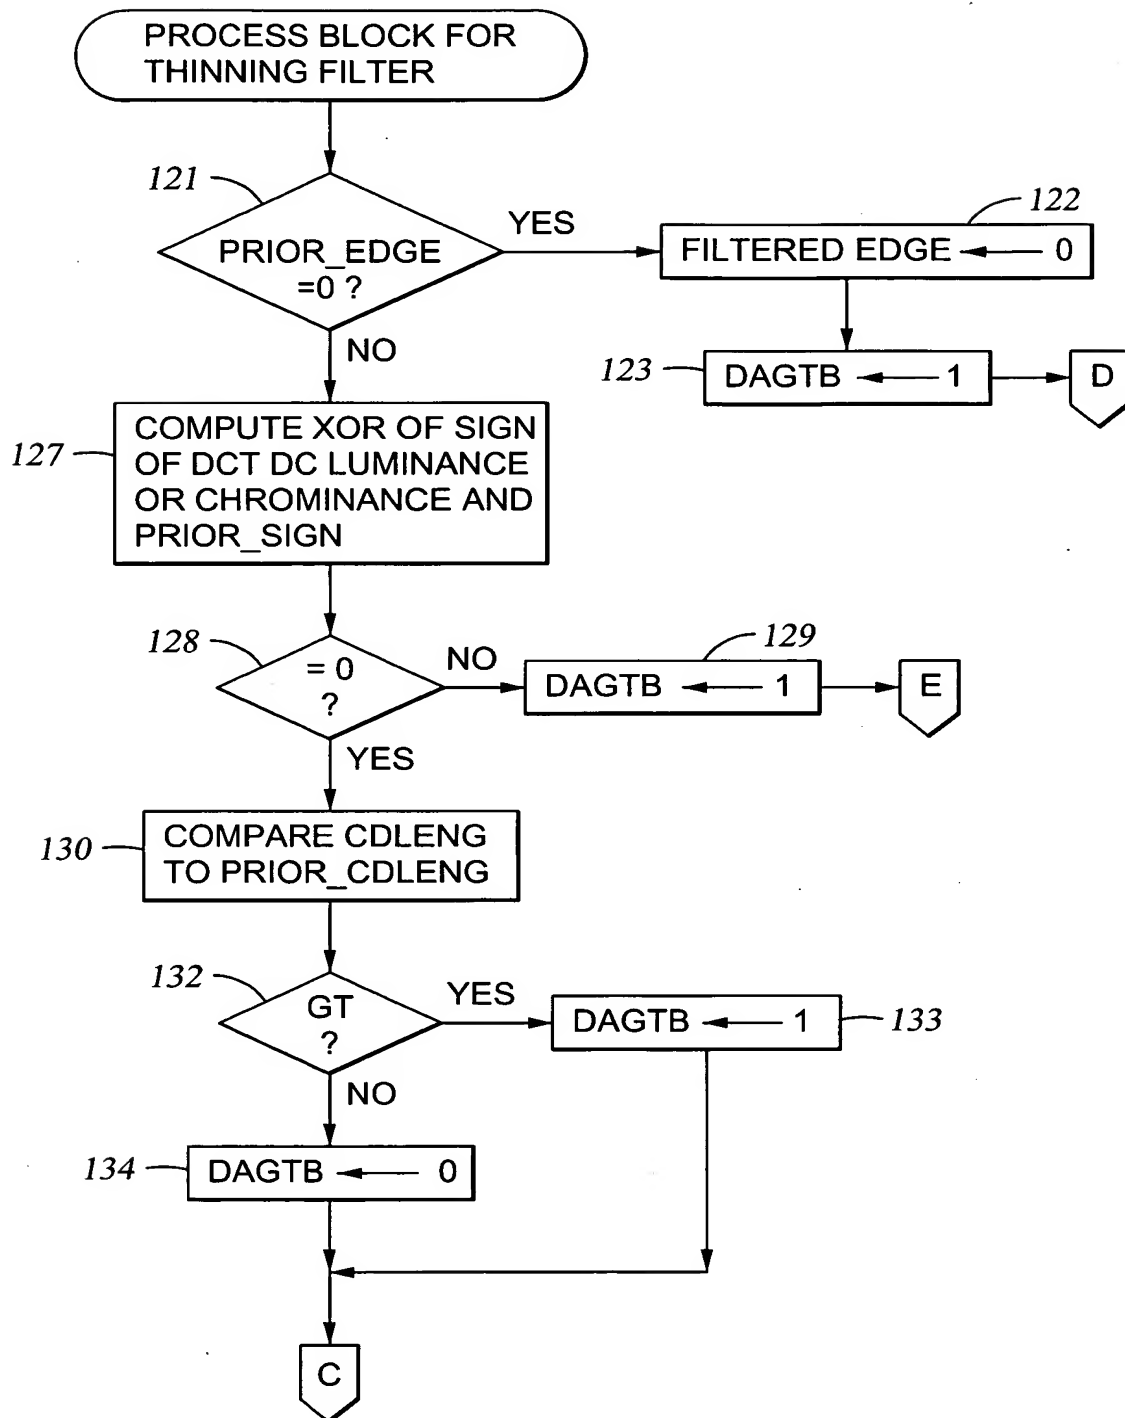 PROCESS BLOCK FOR
THINNING FILTER
121
PRIOR_EDGE
=0 ?
YES
122
FILTERED EDGE ← 0
NO
123
DAGTB ← 1
D
127
COMPUTE XOR OF SIGN
OF DCT DC LUMINANCE
OR CHROMINANCE AND
PRIOR_SIGN
128
= 0
?
NO
129
DAGTB ← 1
E
YES
130
COMPARE CDLENG
TO PRIOR_CDLENG
132
GT
?
YES
DAGTB ← 1
133
NO
134
DAGTB ← 0
C